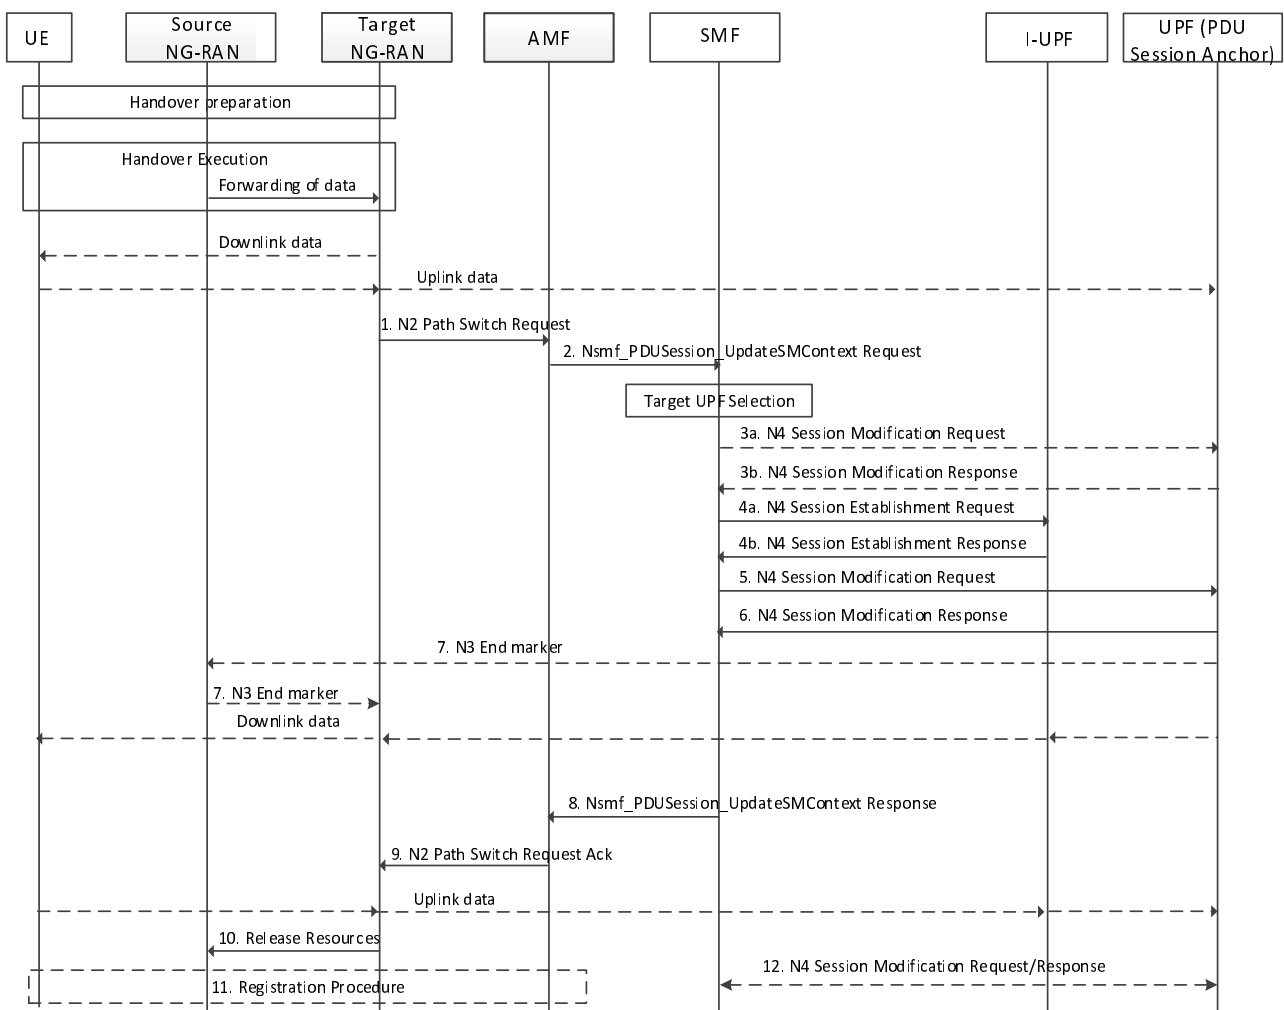 UE
Source
NG-RAN
Target
NG-RAN
AMF
SMF
I-UPF
UPF (PDU
Session Anchor)
Handover preparation
Handover Execution
Forwarding of data
Downlink data
Uplink data
1. N2 Path Switch Request
2. Nsmf_PDUSession_UpdateSMContext Request
Target UPF Selection
3a. N4 Session Modification Request
3b. N4 Session Modification Response
4a. N4 Session Establishment Request
4b. N4 Session Establishment Response
5. N4 Session Modification Request
6. N4 Session Modification Response
7. N3 End marker
7. N3 End marker
Downlink data
8. Nsmf_PDUSession_UpdateSMContext Response
9. N2 Path Switch Request Ack
Uplink data
10. Release Resources
12. N4 Session Modification Request/Response
11. Registration Procedure